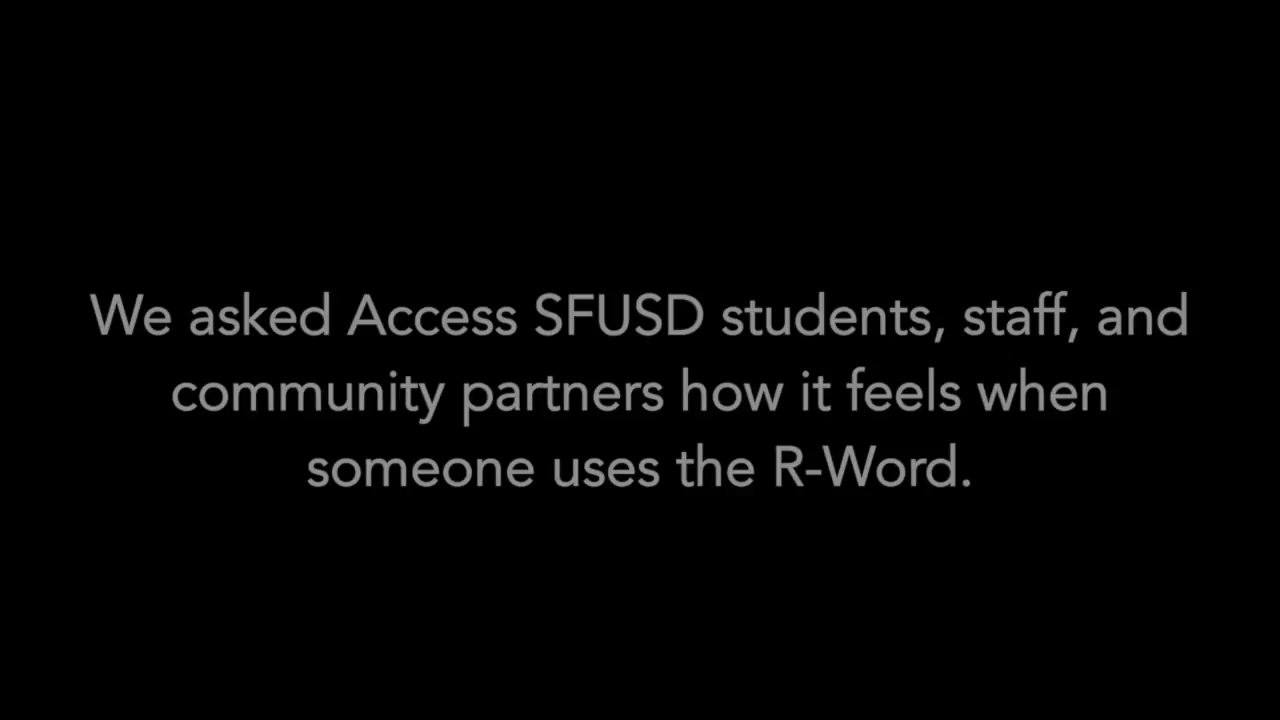 We asked Access SFUSD students, staff, and
community partners how it feels when
someone uses the R-Word.